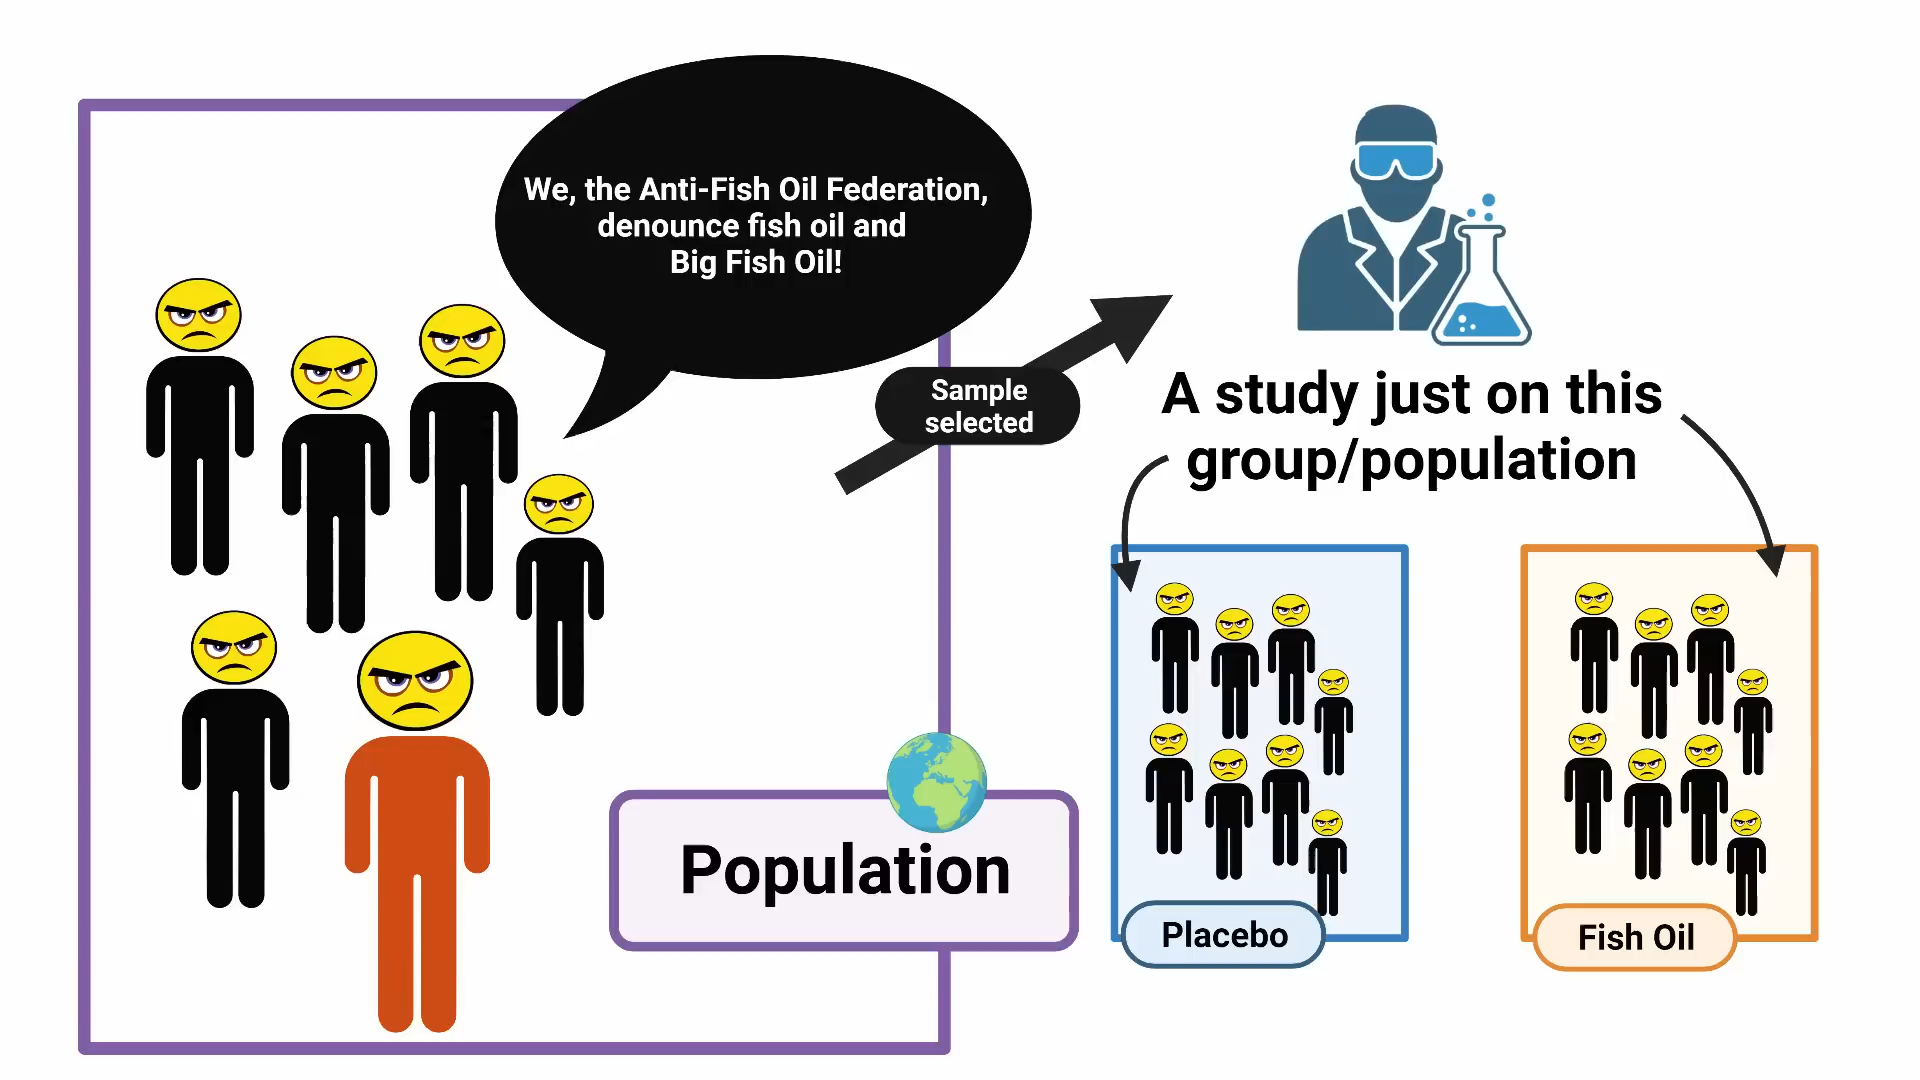 We, the Anti-Fish Oil Federation,
denounce fish oil and
Big Fish Oil!
Sample
selected
A study just on this
group/population
Population
Placebo
Fish Oil